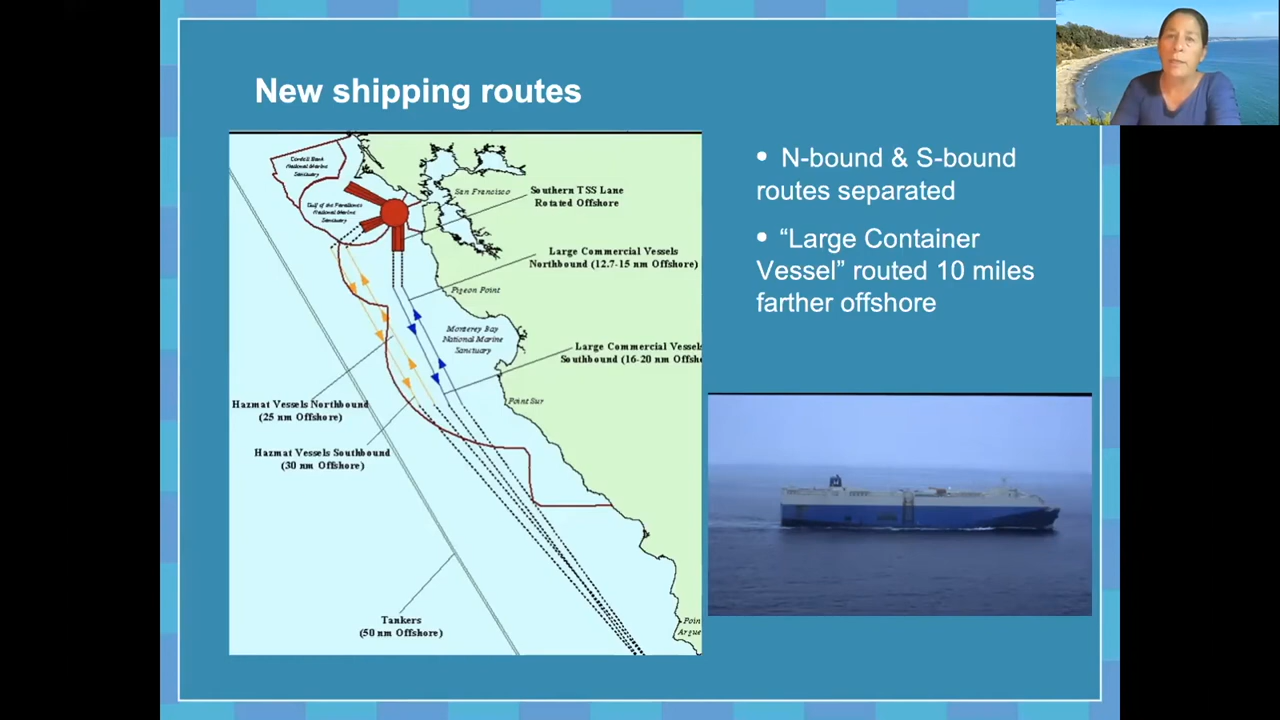 New shipping routes
Cordell Bank
National Marine
Sanctuary
Gulf of the Farallones
National Marine
Sanctuary
San Francisco
Southern TSS Lane
Rotated Offshore
Large Commercial Vessels
Northbound (12.7-15 nm Offshore)
Pigeon Point
Monterey Bay
National Marine
Sanctuary
Large Commercial Vessels
Southbound (16-20 nm Offsh
Point Sur
Hazmat Vessels Northbound
(25 nm Offshore)
Hazmat Vessels Southbound
(30 nm Offshore)
Tankers
(50 nm Offshore)
Poin
Argue
• N-bound & S-bound
routes separated
• “Large Container
Vessel” routed 10 miles
farther offshore